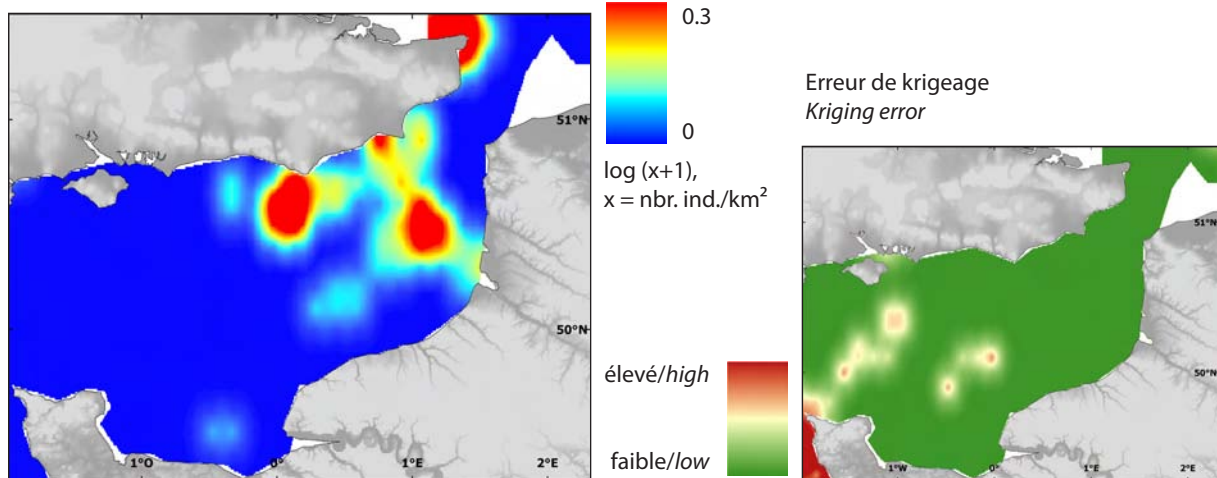 0.3
0
log (x+1),
x = nbr. ind./km²
51°N
50°N
1°O
0°
1°E
2°E
Erreur de krigeage
Kriging error
élevé/high
faible/low
51°N
50°N
1°W
0°
1°E
2°E